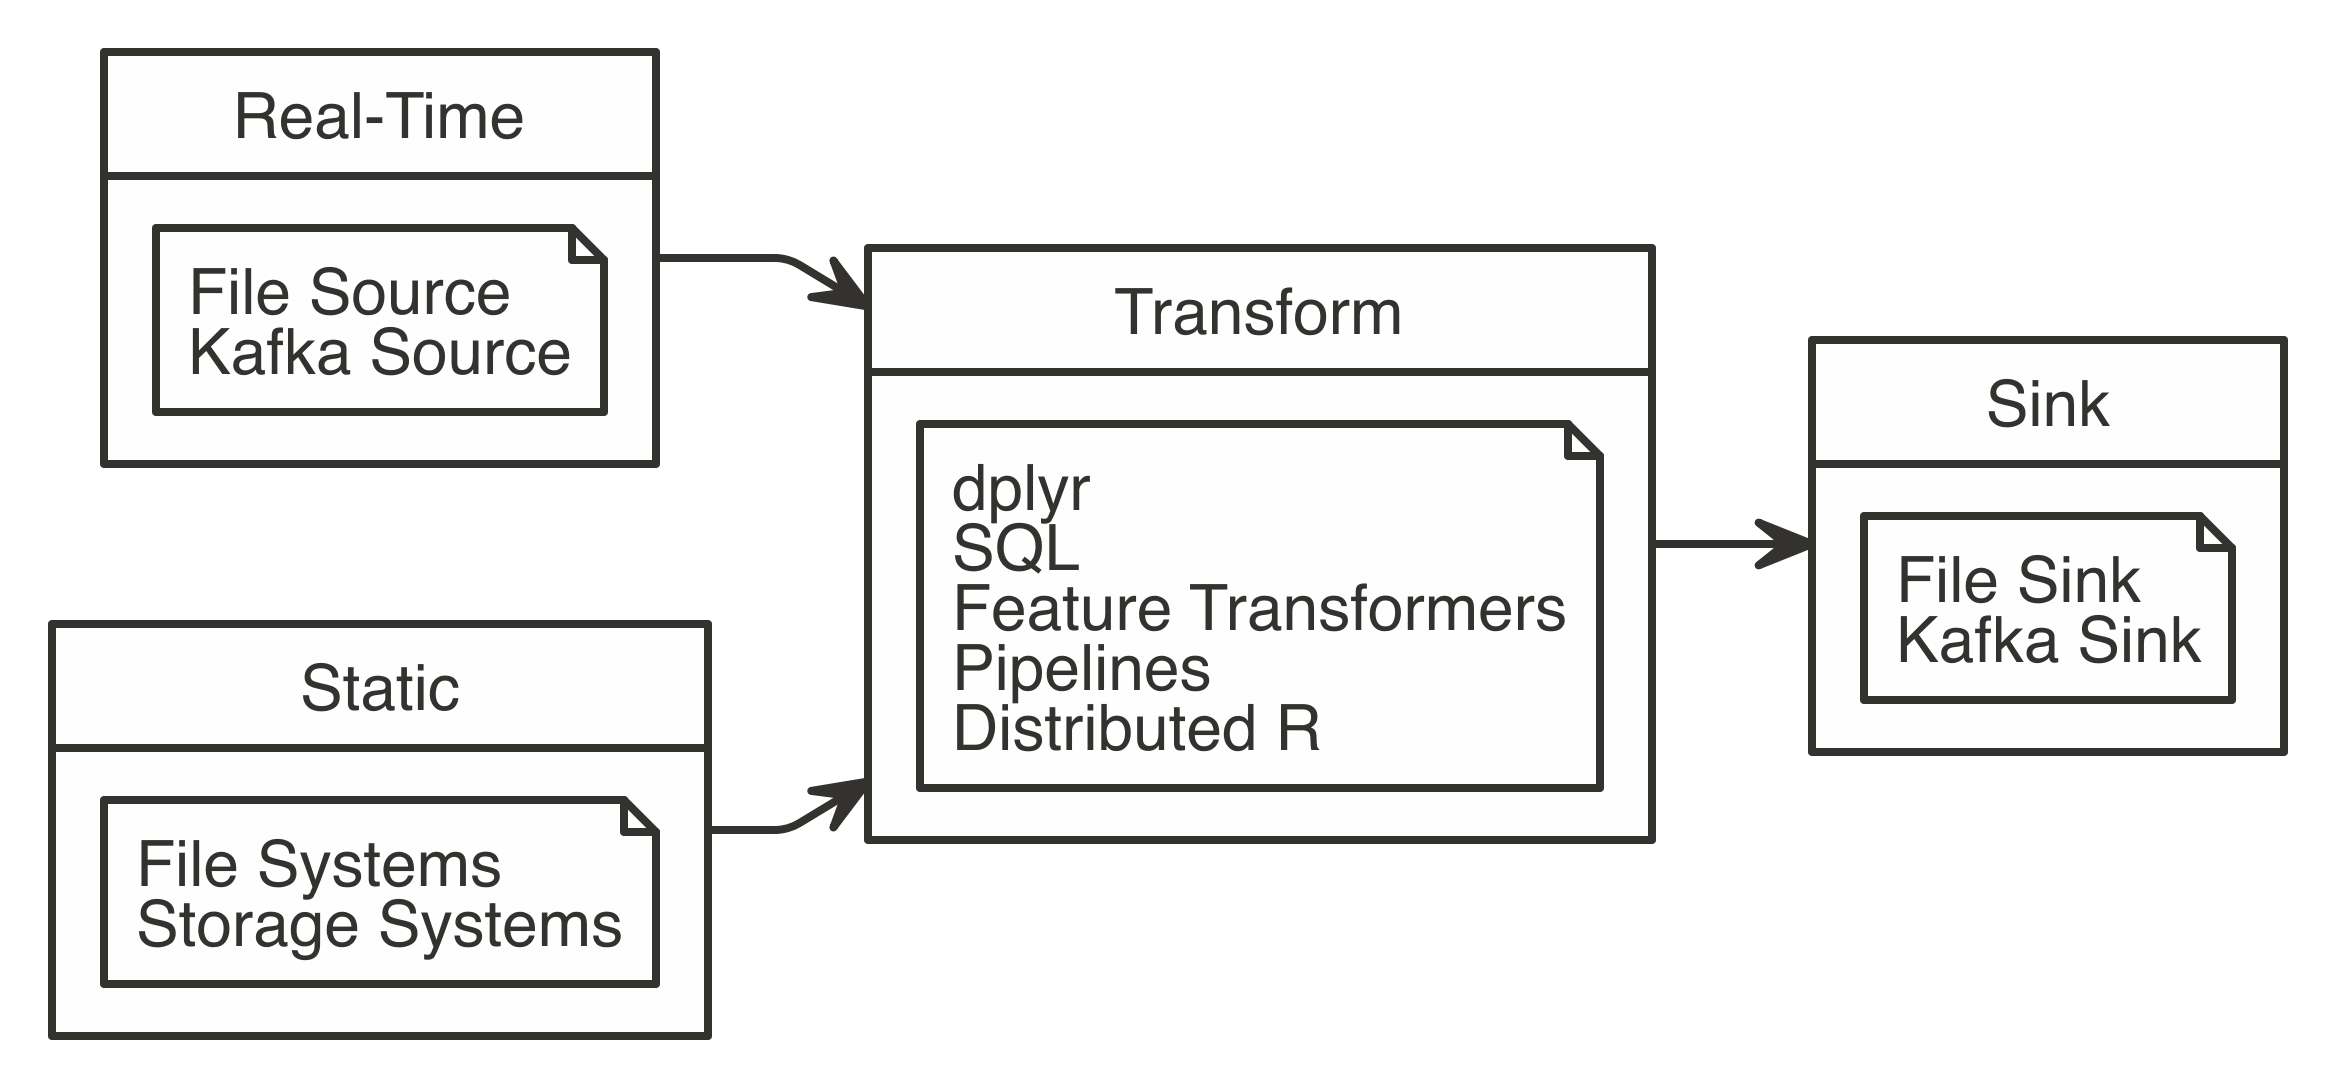 Real-Time
File Source
Kafka Source
Static
File Systems
Storage Systems
Transform
dplyr
SQL
Feature Transformers
Pipelines
Distributed R
Sink
File Sink
Kafka Sink